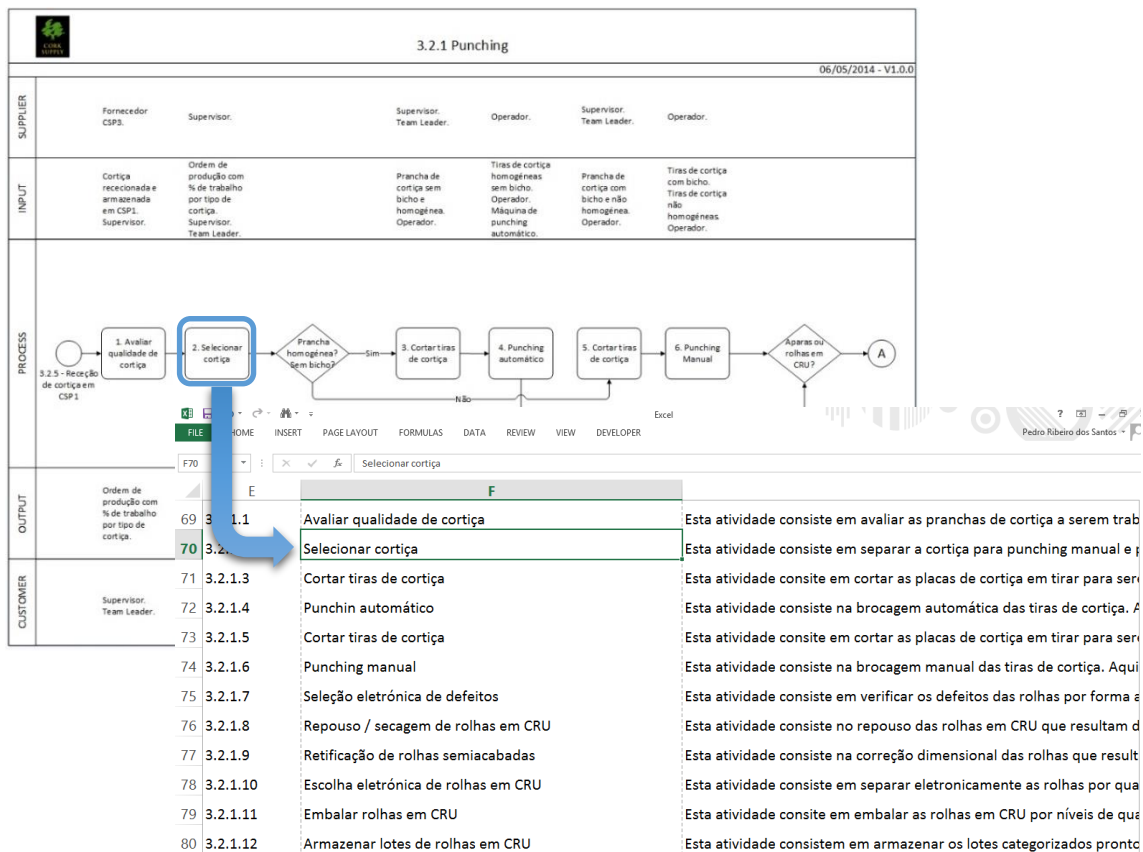 CORK
SUPPLY
3.2.1 Punching
06/05/2014 - V1.0.0
SUPPLIER
Fornecedor
CSP3.
Supervisor.
Supervisor.
Team Leader.
Operador.
Supervisor.
Team Leader.
Operador.
INPUT
Cortiça
rececionada e
armazenada
em CSP1.
Supervisor.
Ordem de
produção com
% de trabalho
por tipo de
cortiça.
Supervisor.
Team Leader.
Prancha de
cortiça sem
bicho e
homogénea.
Operador.
Tiras de cortiça
homogéneas
sem bicho.
Operador.
Máquina de
punching
automático.
Prancha de
cortiça com
bicho e não
homogénea.
Operador.
Tiras de cortiça
com bicho.
Tiras de cortiça
não
homogéneas.
Operador.
PROCESS
3.2.5 - Receção
de cortiça em
CSP1
1. Avaliar
qualidade de
cortiça
2. Selecionar
cortiça
Prancha
homogénea?
Sem bicho?
Sim
Não
3. Cortar tiras
de cortiça
4. Punching
automático
5. Cortar tiras
de cortiça
6. Punching
Manual
Aparas ou
rolhas em
CRU?
A
OUTPUT
Ordem de
produção com
% de trabalho
por tipo de
cortiça.
CUSTOMER
Supervisor.
Team Leader.
Excel
FILE HOME INSERT PAGE LAYOUT FORMULAS DATA REVIEW VIEW DEVELOPER
Pedro Ribeiro dos Santos
F70 fx Selecionar cortiça
E F
69 3 1.1 Avaliar qualidade de cortiça Esta atividade consiste em avaliar as pranchas de cortiça a serem trab
70 3.2. Selecionar cortiça Esta atividade consiste em separar a cortiça para punching manual e p
71 3.2.1.3 Cortar tiras de cortiça Esta atividade consite em cortar as placas de cortiça em tirar para sere
72 3.2.1.4 Punchin automático Esta atividade consiste na brocagem automática das tiras de cortiça. A
73 3.2.1.5 Cortar tiras de cortiça Esta atividade consite em cortar as placas de cortiça em tirar para sere
74 3.2.1.6 Punching manual Esta atividade consiste na brocagem manual das tiras de cortiça. Aqui
75 3.2.1.7 Seleção eletrónica de defeitos Esta atividade consiste em verificar os defeitos das rolhas por forma a
76 3.2.1.8 Repouso / secagem de rolhas em CRU Esta atividade consiste no repouso das rolhas em CRU que resultam d
77 3.2.1.9 Retificação de rolhas semiacabadas Esta atividade consiste na correção dimensional das rolhas que result
78 3.2.1.10 Escolha eletrónica de rolhas em CRU Esta atividade consiste em separar eletronicamente as rolhas por qua
79 3.2.1.11 Embalar rolhas em CRU Esta atividade consite em embalar as rolhas em CRU por níveis de qua
80 3.2.1.12 Armazenar lotes de rolhas em CRU Esta atividade consistem em armazenar os lotes categorizados pronto